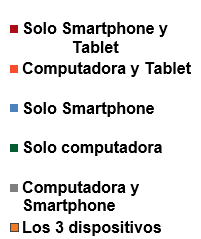 Solo Smartphone y
Tablet
Computadora y Tablet
Solo Smartphone
Solo computadora
Computadora y
Smartphone
Los 3 dispositivos